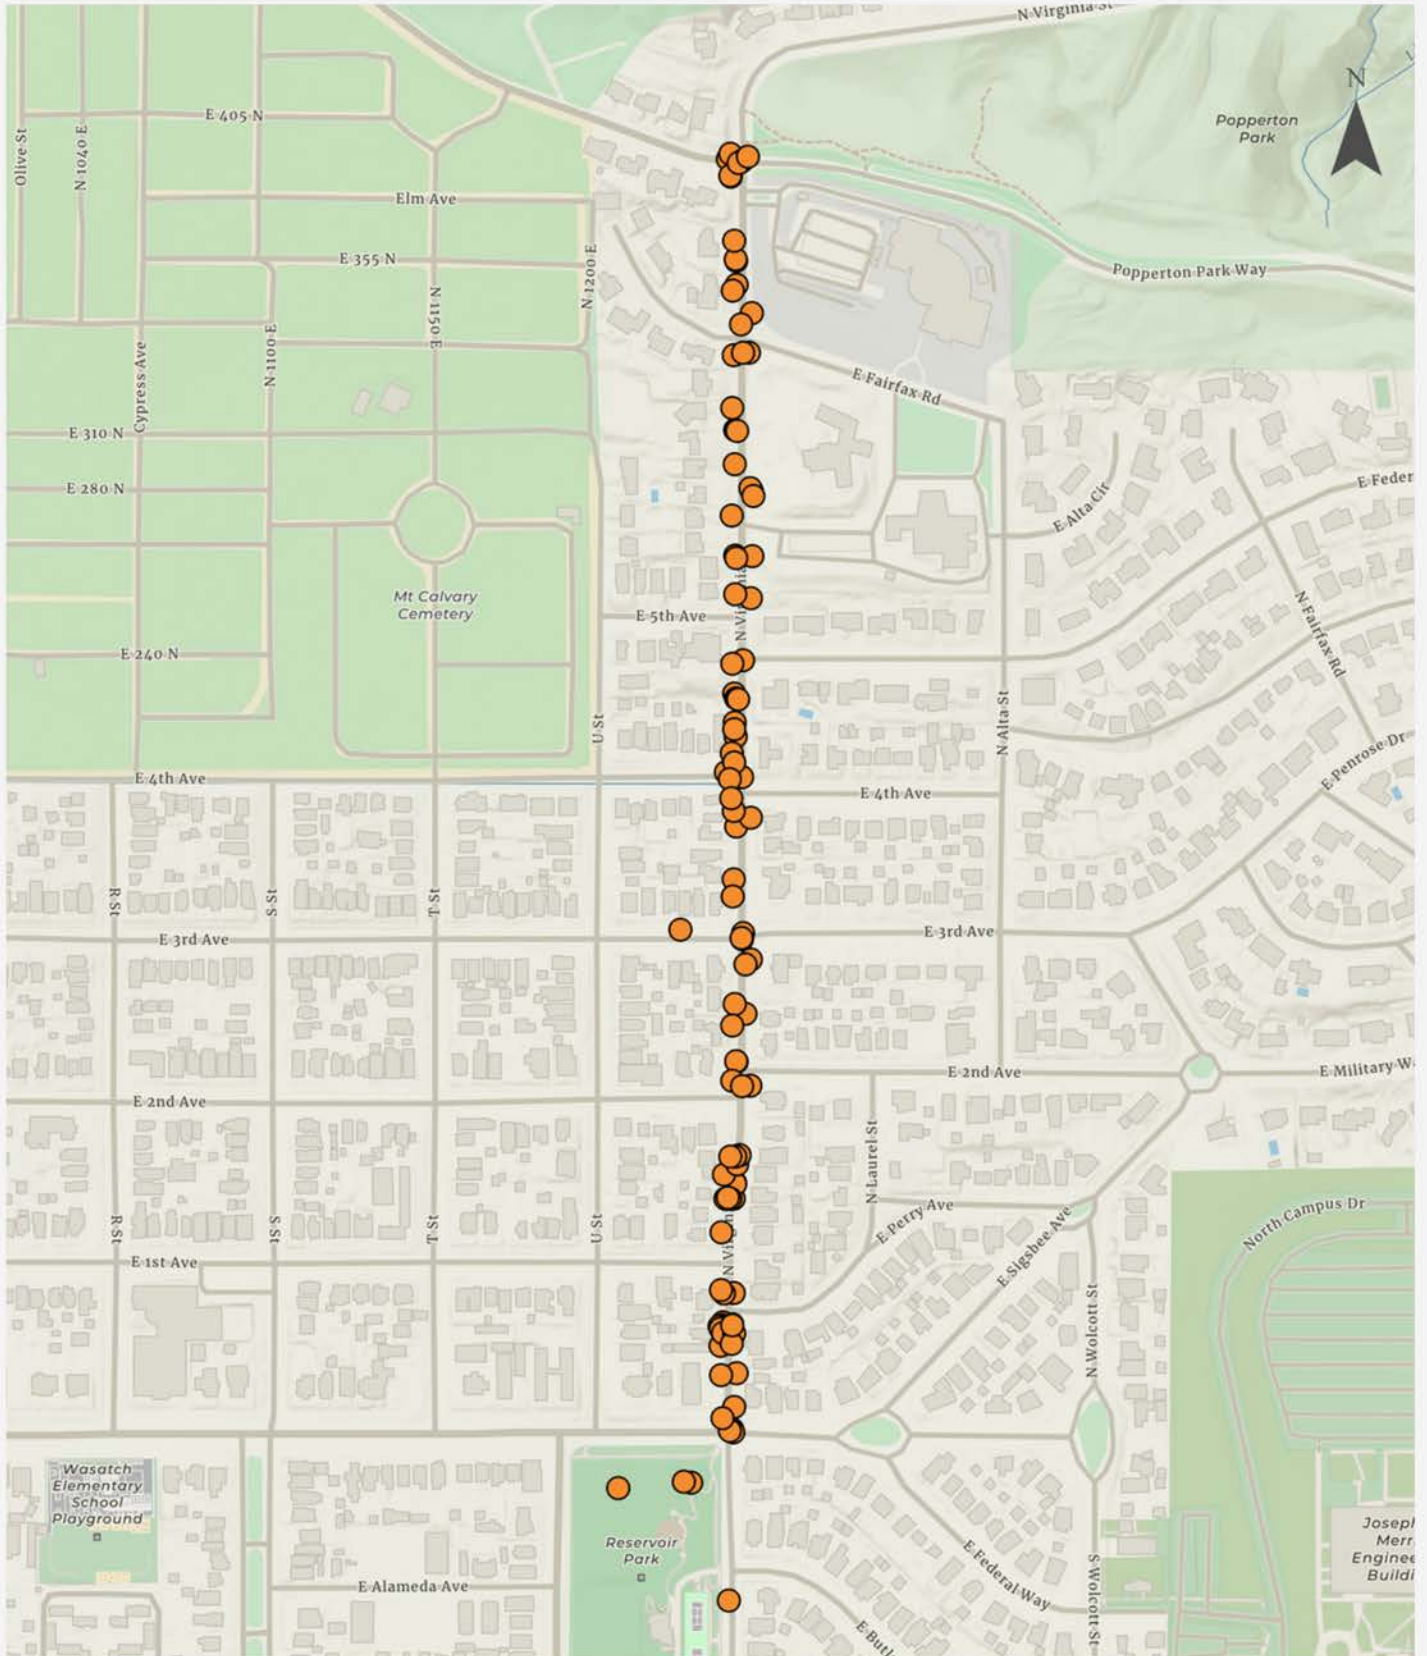 N Virginia St
N
Popperton
Park
E 405 N
Olive St
N 1040 E
Elm Ave
E 355 N
N 1200 E
Popperton Park Way
N 1150 E
N 1100 E
Cypress Ave
E Fairfax Rd
E 310 N
E 280 N
E Feder
E Alta Cir
Mt Calvary
Cemetery
E 5th Ave
N Vi
N Fairfax Rd
E 240 N
N Alta St
U St
E Penrose Dr
E 4th Ave
E 4th Ave
R St
S St
T St
E 3rd Ave
E 3rd Ave
E 2nd Ave
E Military W
E 2nd Ave
N Laurel St
E Perry Ave
E Sigsbee Ave
North Campus Dr
R St
S St
T St
U St
N Vi
E 1st Ave
N Wolcott St
Wasatch
Elementary
School
Playground
Reservoir
Park
E Federal Way
Joseph
Merr
Enginee
Buildi
E Alameda Ave
S Wolcott St
E Butl